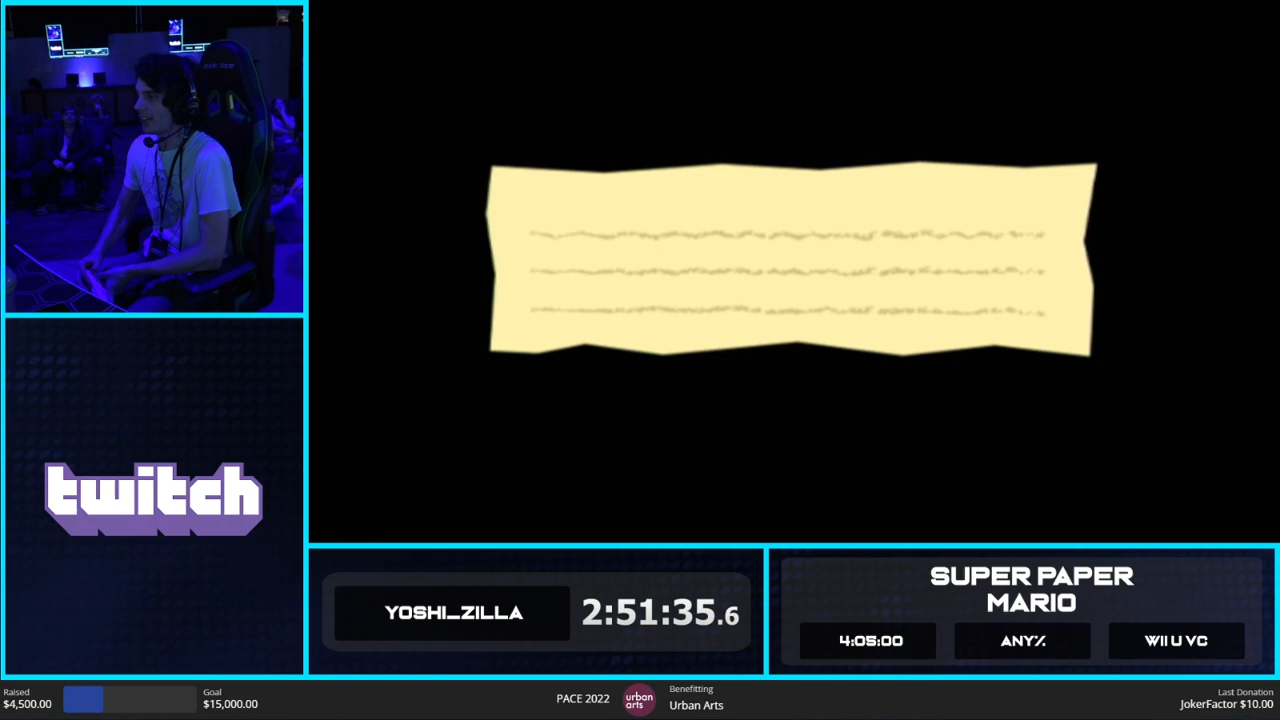 twitch
YOSHI_ZILLA
2:51:35.6
SUPER PAPER
MARIO
4:05:00
ANY%
WII U VC
Raised
$4,500.00
Goal
$15,000.00
PACE 2022
urban
arts
Benefitting
Urban Arts
Last Donation
JokerFactor $10.00